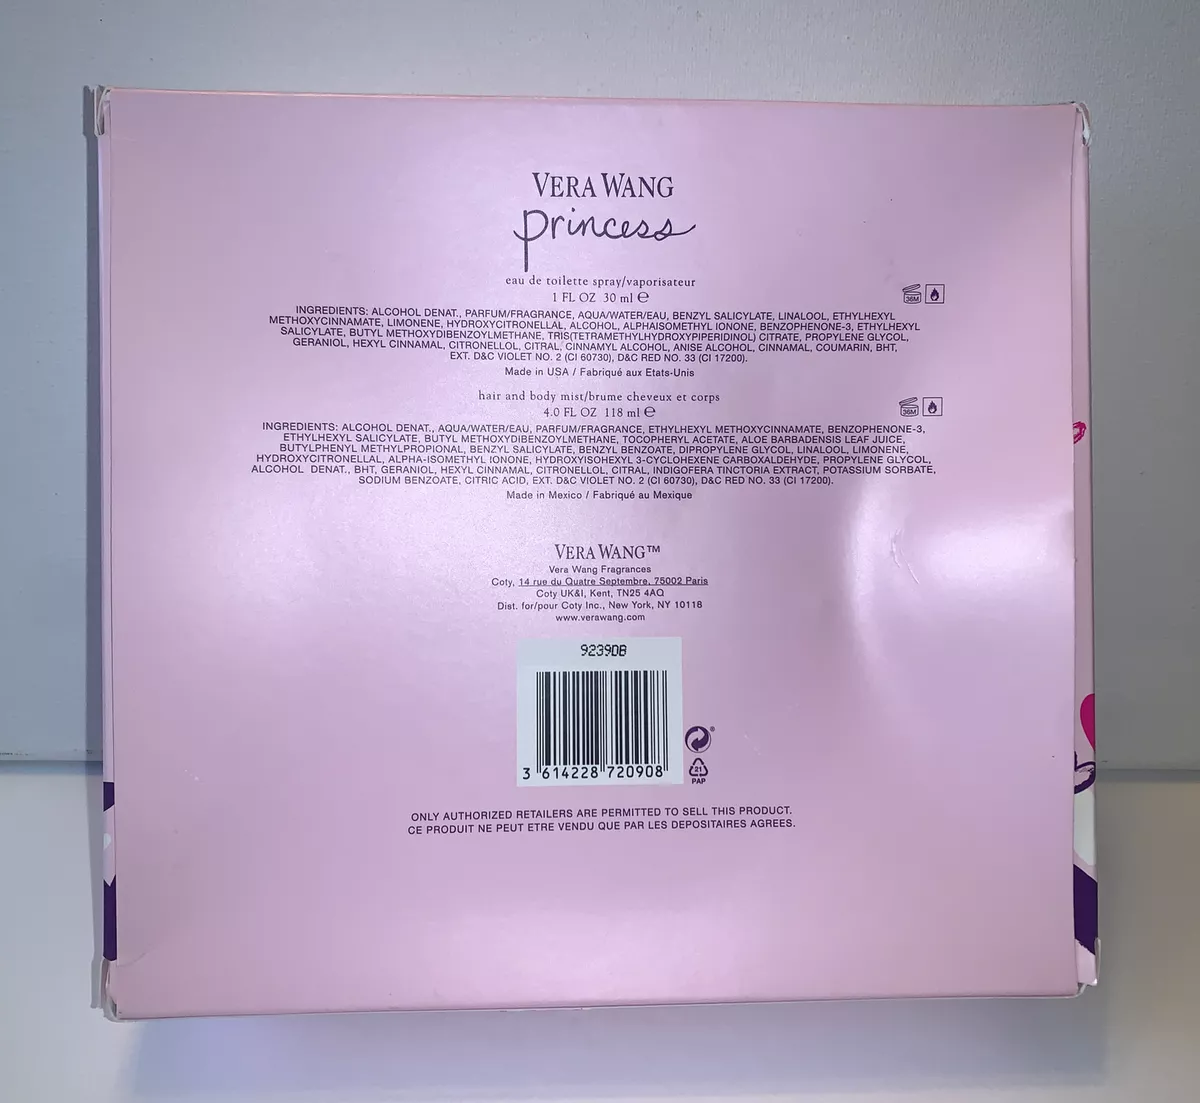 VERA WANG
princess
eau de toilette spray/vaporisateur
1 FL OZ 30 ml ℮
36M
INGREDIENTS: ALCOHOL DENAT., PARFUM/FRAGRANCE, AQUA/WATER/EAU, BENZYL SALICYLATE, LINALOOL, ETHYLHEXYL
METHOXYCINNAMATE, LIMONENE, HYDROXYCITRONELLAL, ALCOHOL, ALPHAISOMETHYL IONONE, BENZOPHENONE-3, ETHYLHEXYL
SALICYLATE, BUTYL METHOXYDIBENZOYLMETHANE, TRIS(TETRAMETHYLHYDROXYPIPERIDINOL) CITRATE, PROPYLENE GLYCOL,
GERANIOL, HEXYL CINNAMAL, CITRONELLOL, CITRAL, CINNAMYL ALCOHOL, ANISE ALCOHOL, CINNAMAL, COUMARIN, BHT,
EXT. D&C VIOLET NO. 2 (CI 60730), D&C RED NO. 33 (CI 17200).
Made in USA / Fabriqué aux Etats-Unis
hair and body mist/brume cheveux et corps
4.0 FL OZ 118 ml ℮
36M
INGREDIENTS: ALCOHOL DENAT., AQUA/WATER/EAU, PARFUM/FRAGRANCE, ETHYLHEXYL METHOXYCINNAMATE, BENZOPHENONE-3,
ETHYLHEXYL SALICYLATE, BUTYL METHOXYDIBENZOYLMETHANE, TOCOPHERYL ACETATE, ALOE BARBADENSIS LEAF JUICE,
BUTYLPHENYL METHYLPROPIONAL, BENZYL SALICYLATE, BENZYL BENZOATE, DIPROPYLENE GLYCOL, LINALOOL, LIMONENE,
HYDROXYCITRONELLAL, ALPHA-ISOMETHYL IONONE, HYDROXYISOHEXYL 3-CYCLOHEXENE CARBOXALDEHYDE, PROPYLENE GLYCOL,
ALCOHOL DENAT., BHT, GERANIOL, HEXYL CINNAMAL, CITRONELLOL, CITRAL, INDIGOFERA TINCTORIA EXTRACT, POTASSIUM SORBATE,
SODIUM BENZOATE, CITRIC ACID, EXT. D&C VIOLET NO. 2 (CI 60730), D&C RED NO. 33 (CI 17200).
Made in Mexico / Fabriqué au Mexique
VERA WANG™
Vera Wang Fragrances
Coty, 14 rue du Quatre Septembre, 75002 Paris
Coty UK&I, Kent, TN25 4AQ
Dist. for/pour Coty Inc., New York, NY 10118
www.verawang.com
9239DB
3 614228 720908
21
PAP
ONLY AUTHORIZED RETAILERS ARE PERMITTED TO SELL THIS PRODUCT.
CE PRODUIT NE PEUT ETRE VENDU QUE PAR LES DEPOSITAIRES AGREES.